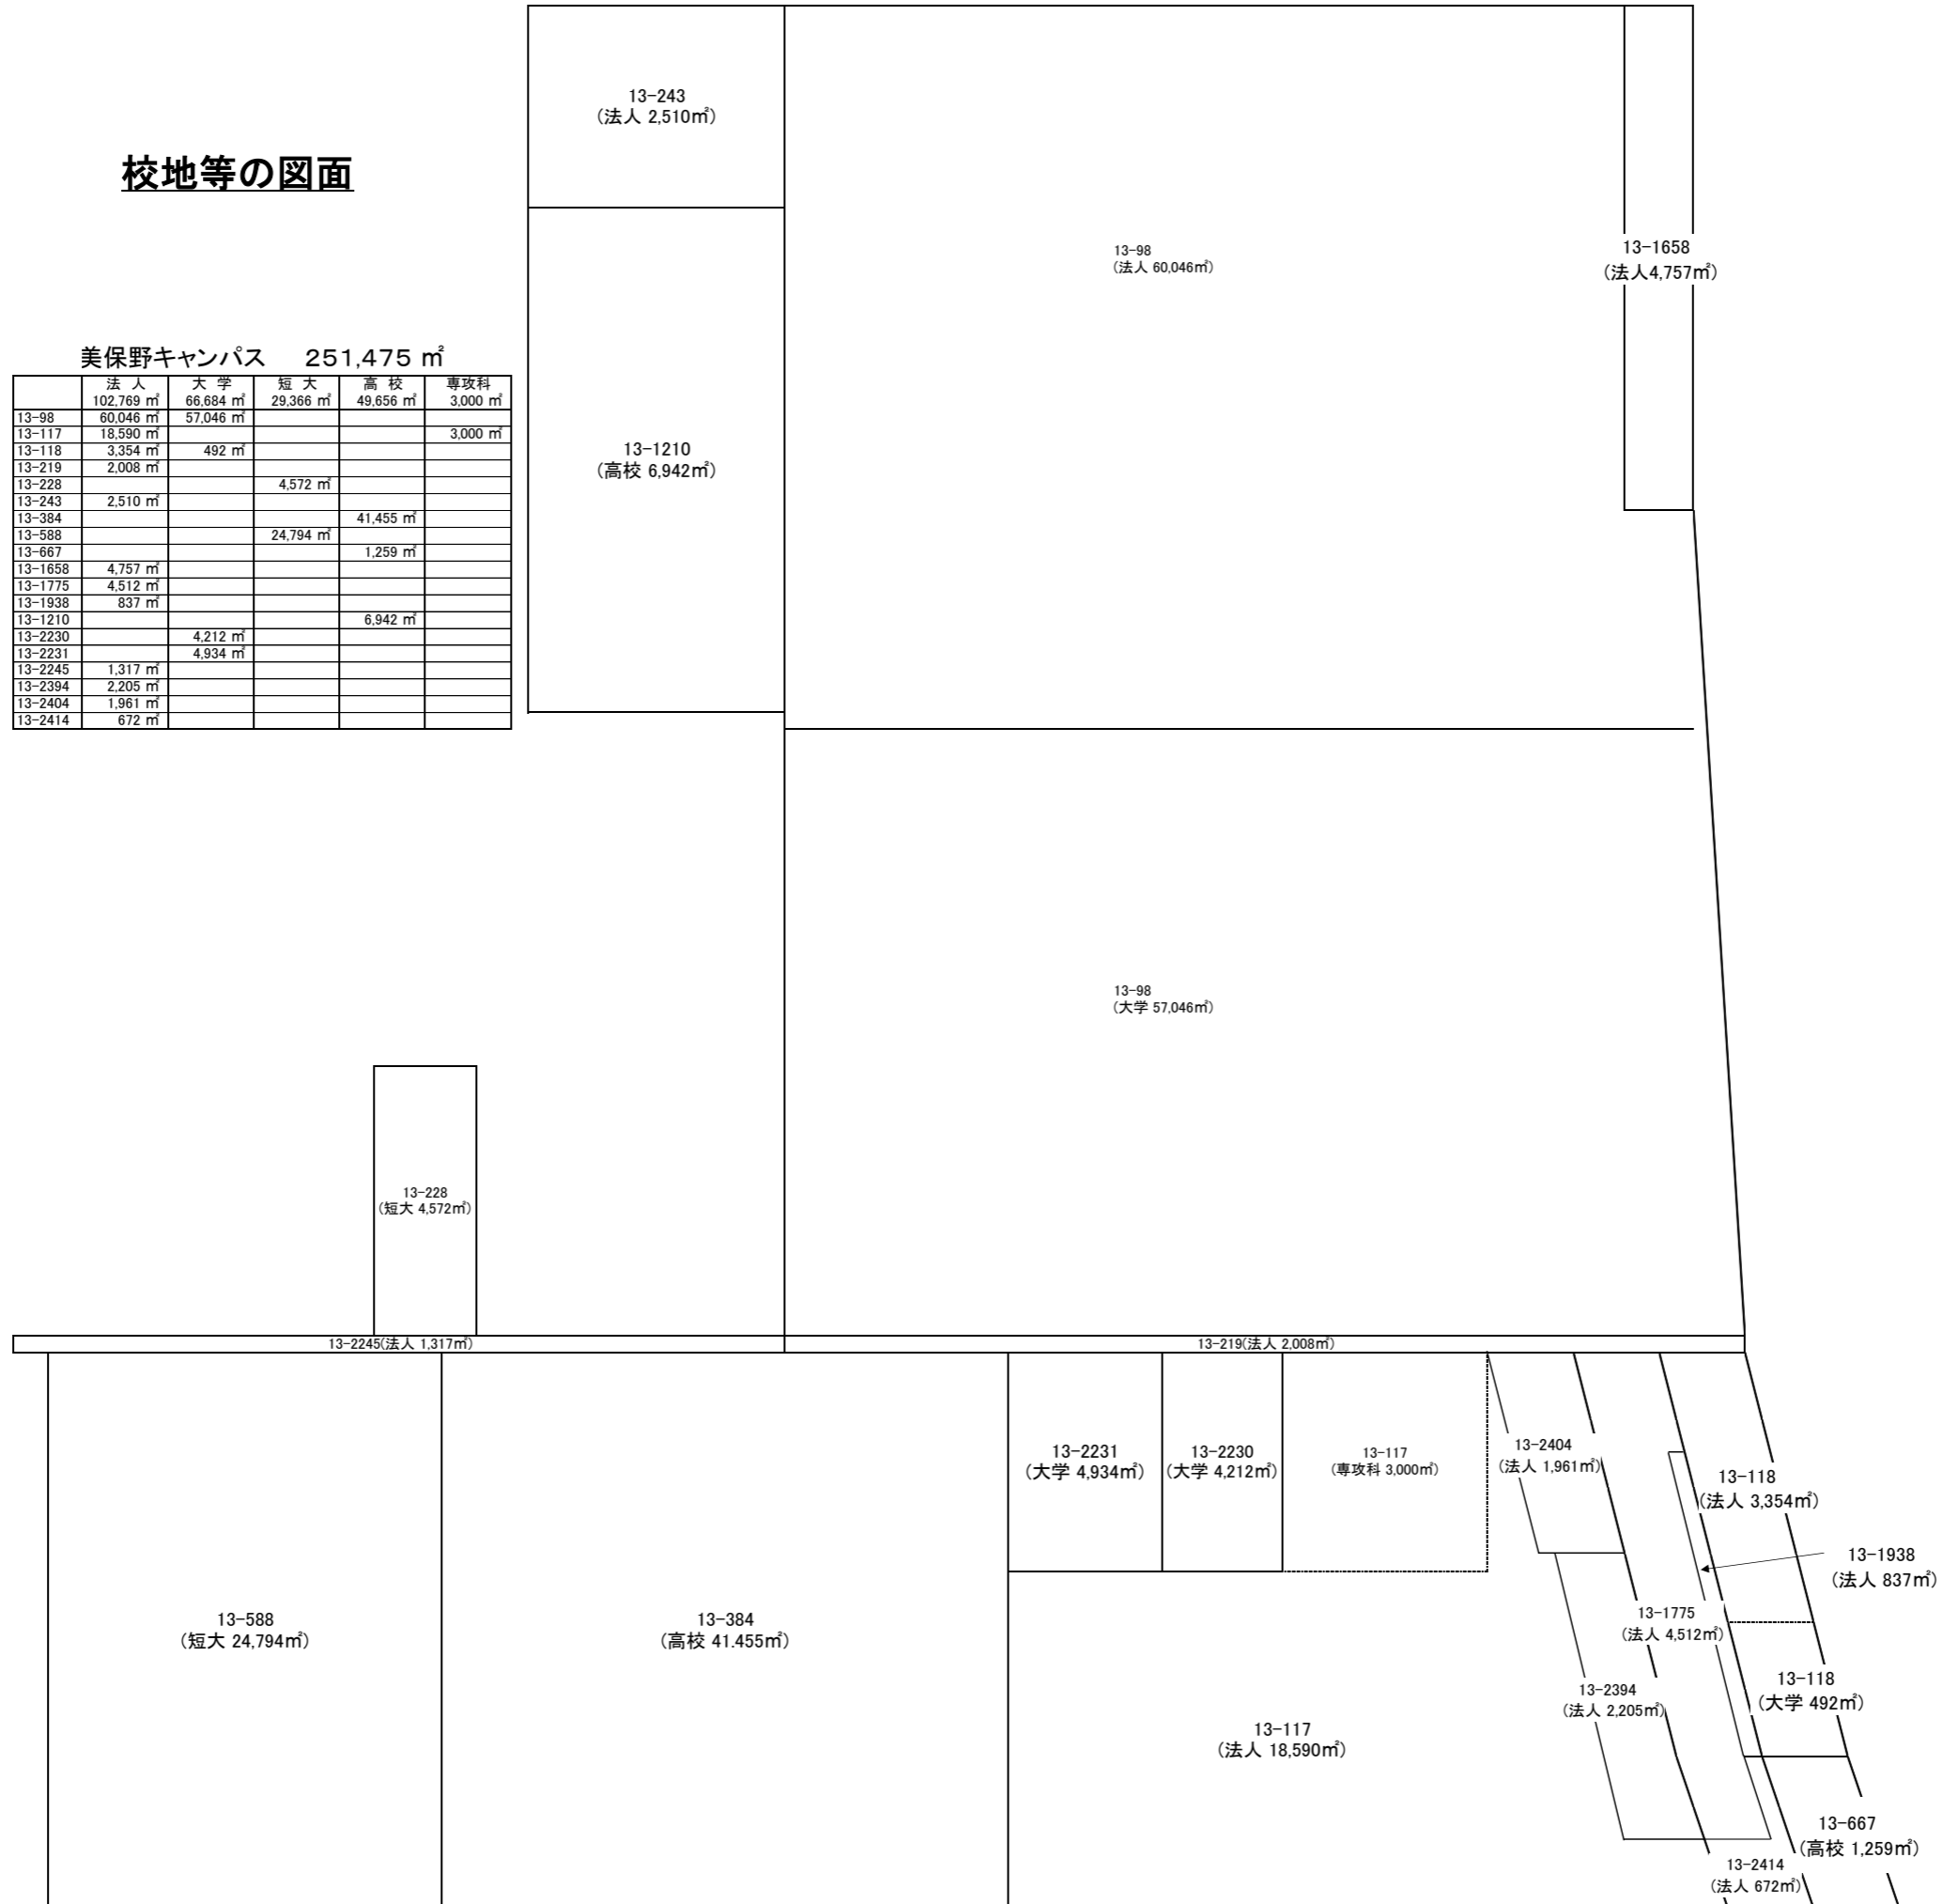 校地等の図面
美保野キャンパス 251,475 ㎡
法 人 大 学 短 大 高 校 専攻科
102,769 ㎡ 66,684 ㎡ 29,366 ㎡ 49,656 ㎡ 3,000 ㎡
13-98 60,046 ㎡ 57,046 ㎡
13-117 18,590 ㎡ 3,000 ㎡
13-118 3,354 ㎡ 492 ㎡
13-219 2,008 ㎡
13-228 4,572 ㎡
13-243 2,510 ㎡
13-384 41,455 ㎡
13-588 24,794 ㎡
13-667 1,259 ㎡
13-1658 4,757 ㎡
13-1775 4,512 ㎡
13-1938 837 ㎡
13-1210 6,942 ㎡
13-2230 4,212 ㎡
13-2231 4,934 ㎡
13-2245 1,317 ㎡
13-2394 2,205 ㎡
13-2404 1,961 ㎡
13-2414 672 ㎡
13-243
(法人 2,510㎡)
13-1210
(高校 6,942㎡)
13-98
(法人 60,046㎡)
13-1658
(法人4,757㎡)
13-98
(大学 57,046㎡)
13-228
(短大 4,572㎡)
13-2245(法人 1,317㎡)
13-219(法人 2,008㎡)
13-588
(短大 24,794㎡)
13-384
(高校 41.455㎡)
13-2231
(大学 4,934㎡)
13-2230
(大学 4,212㎡)
13-117
(専攻科 3,000㎡)
13-117
(法人 18,590㎡)
13-2404
(法人 1,961㎡)
13-118
(法人 3,354㎡)
13-1938
(法人 837㎡)
13-1775
(法人 4,512㎡)
13-2394
(法人 2,205㎡)
13-118
(大学 492㎡)
13-667
(高校 1,259㎡)
13-2414
(法人 672㎡)